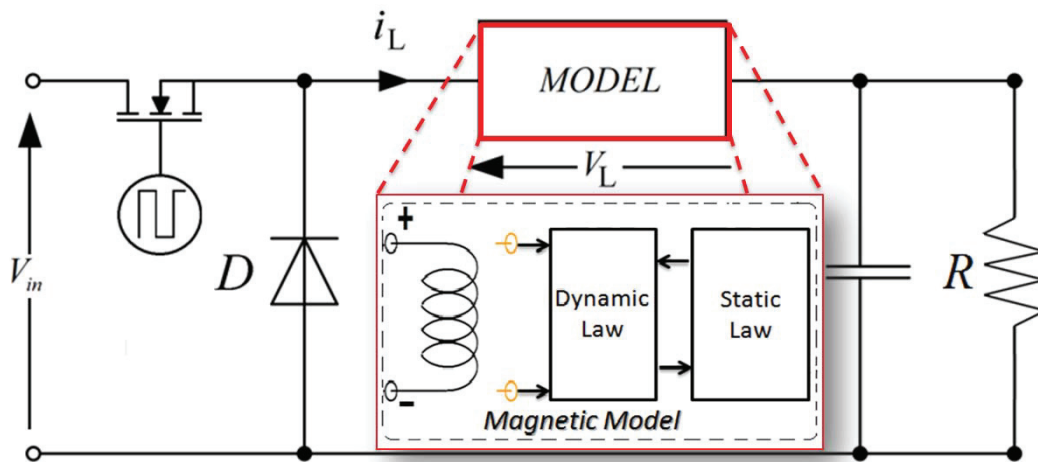 i_L
MODEL
V_L
V_in
D
+
-
Dynamic
Law
Static
Law
Magnetic Model
R